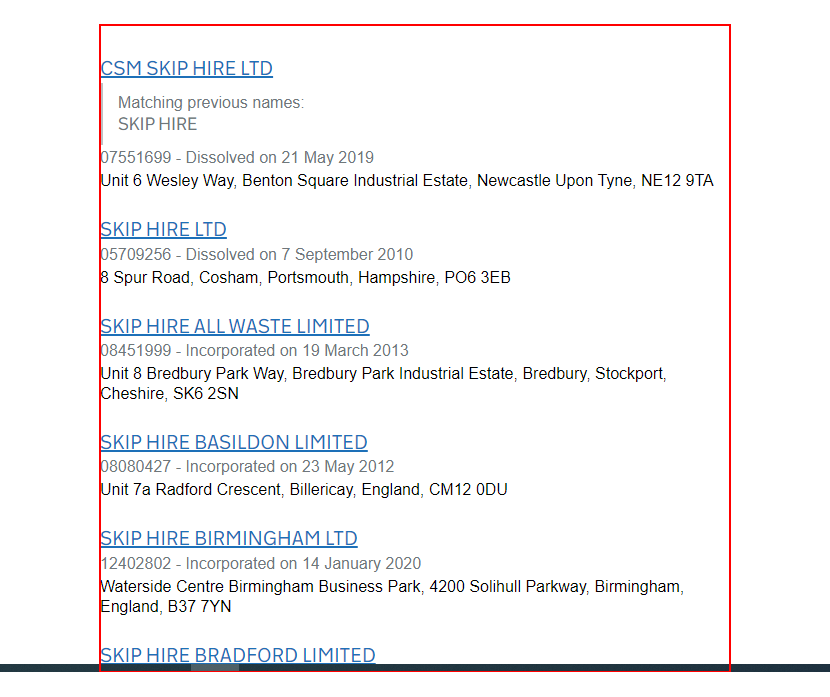 CSM SKIP HIRE LTD
Matching previous names:
SKIP HIRE
07551699 - Dissolved on 21 May 2019
Unit 6 Wesley Way, Benton Square Industrial Estate, Newcastle Upon Tyne, NE12 9TA
SKIP HIRE LTD
05709256 - Dissolved on 7 September 2010
8 Spur Road, Cosham, Portsmouth, Hampshire, PO6 3EB
SKIP HIRE ALL WASTE LIMITED
08451999 - Incorporated on 19 March 2013
Unit 8 Bredbury Park Way, Bredbury Park Industrial Estate, Bredbury, Stockport,
Cheshire, SK6 2SN
SKIP HIRE BASILDON LIMITED
08080427 - Incorporated on 23 May 2012
Unit 7a Radford Crescent, Billericay, England, CM12 0DU
SKIP HIRE BIRMINGHAM LTD
12402802 - Incorporated on 14 January 2020
Waterside Centre Birmingham Business Park, 4200 Solihull Parkway, Birmingham,
England, B37 7YN
SKIP HIRE BRADFORD LIMITED